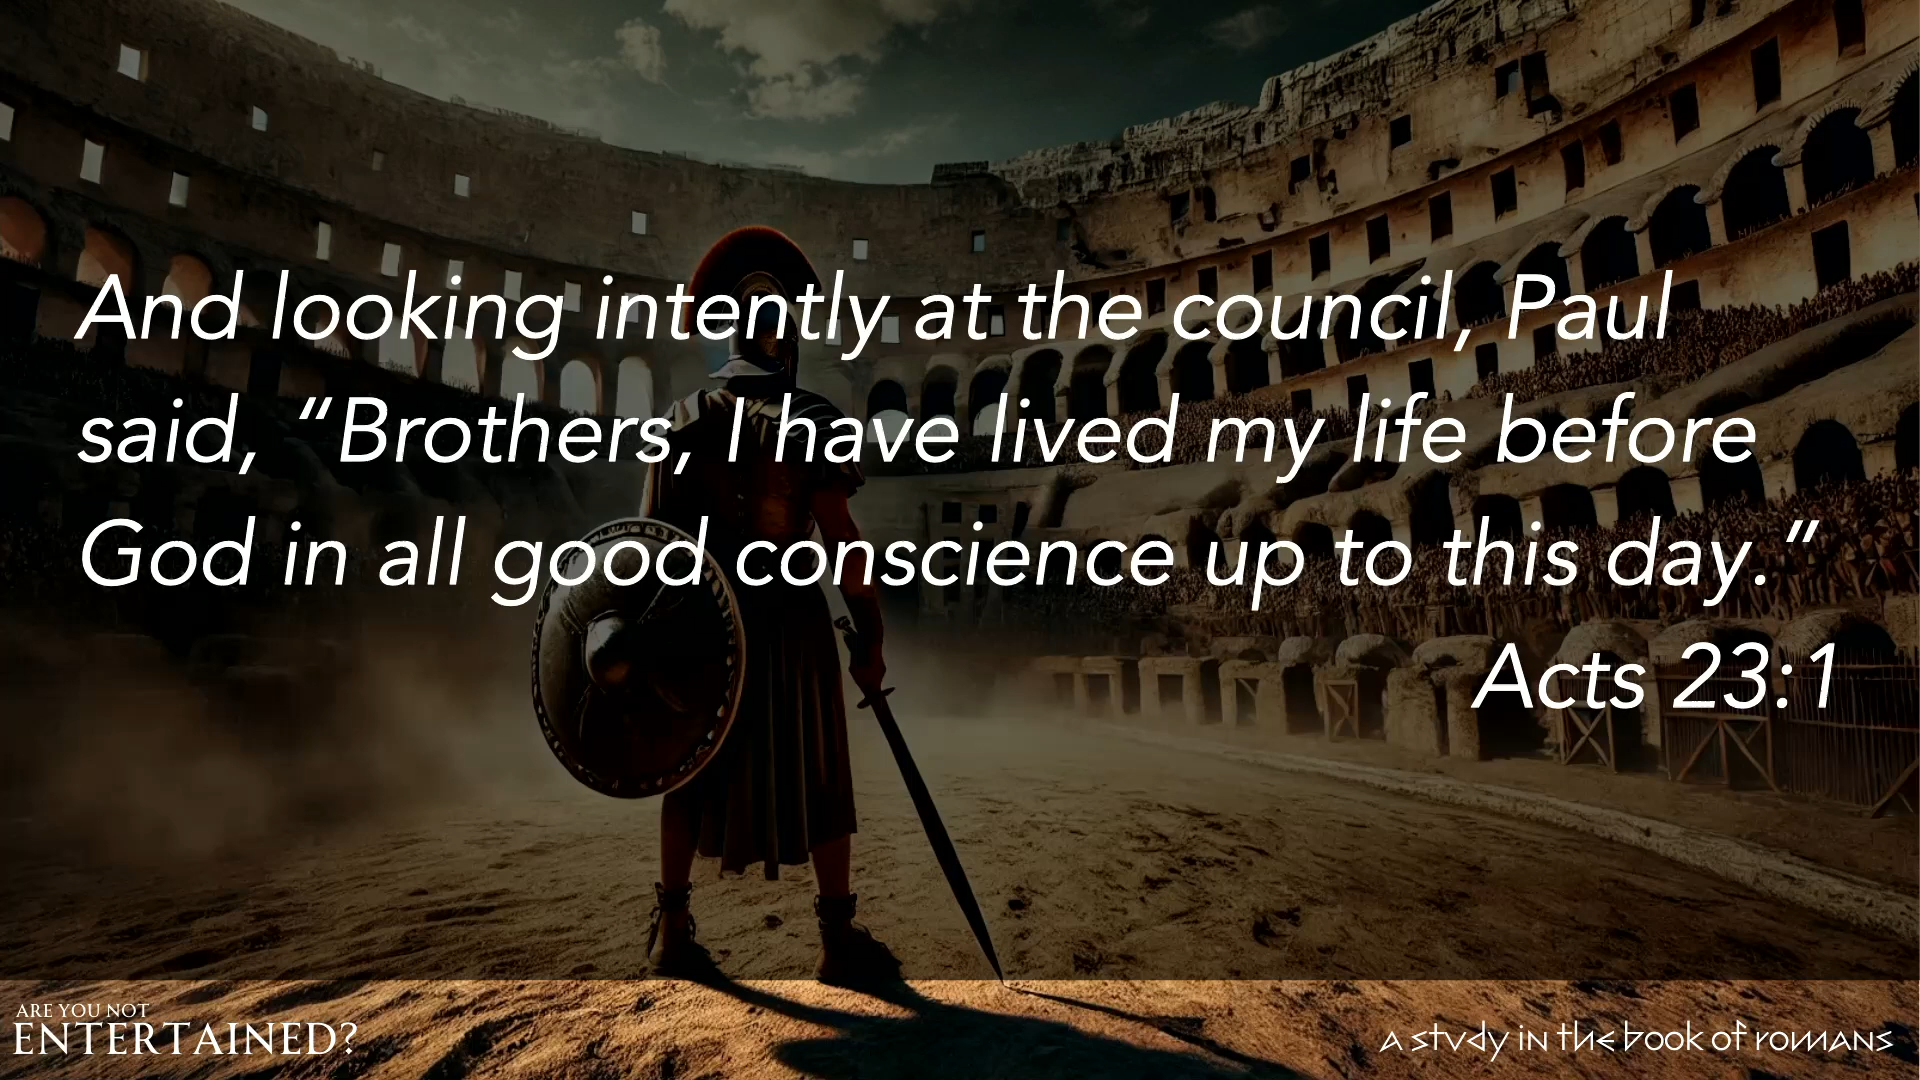 And looking intently at the council, Paul
said, “Brothers, I have lived my life before
God in all good conscience up to this day.”
Acts 23:1
ARE YOU NOT
ENTERTAINED?
A study in the book of romans